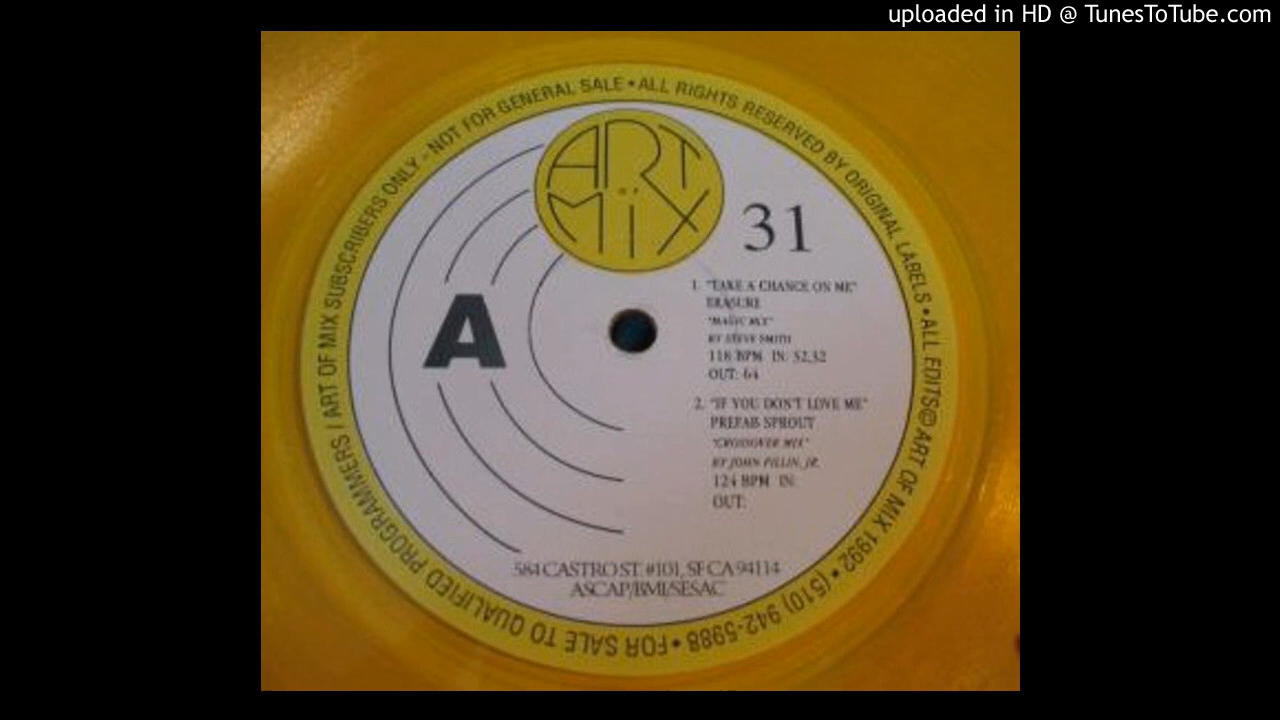 uploaded in HD @ TunesToTube.com
FOR SALE TO QUALIFIED PROGRAMMERS / ART OF MIX SUBSCRIBERS ONLY - NOT FOR GENERAL SALE • ALL RIGHTS RESERVED BY ORIGINAL LABELS • ALL EDITS© ART OF MIX 1992 • (510) 942-5988 •
ART
OF
MiX
31
A
1. "TAKE A CHANCE ON ME"
ERASURE
"MAGIC MIX"
BY STEVE SMITH
118 BPM IN: 32,32
OUT: 64
2. "IF YOU DON'T LOVE ME"
PREFAB SPROUT
"CROSSOVER MIX"
BY JOHN JR.
124 BPM IN:
OUT:
584 CASTRO ST. #101, SF CA 94114
ASCAP/BMI/SESAC